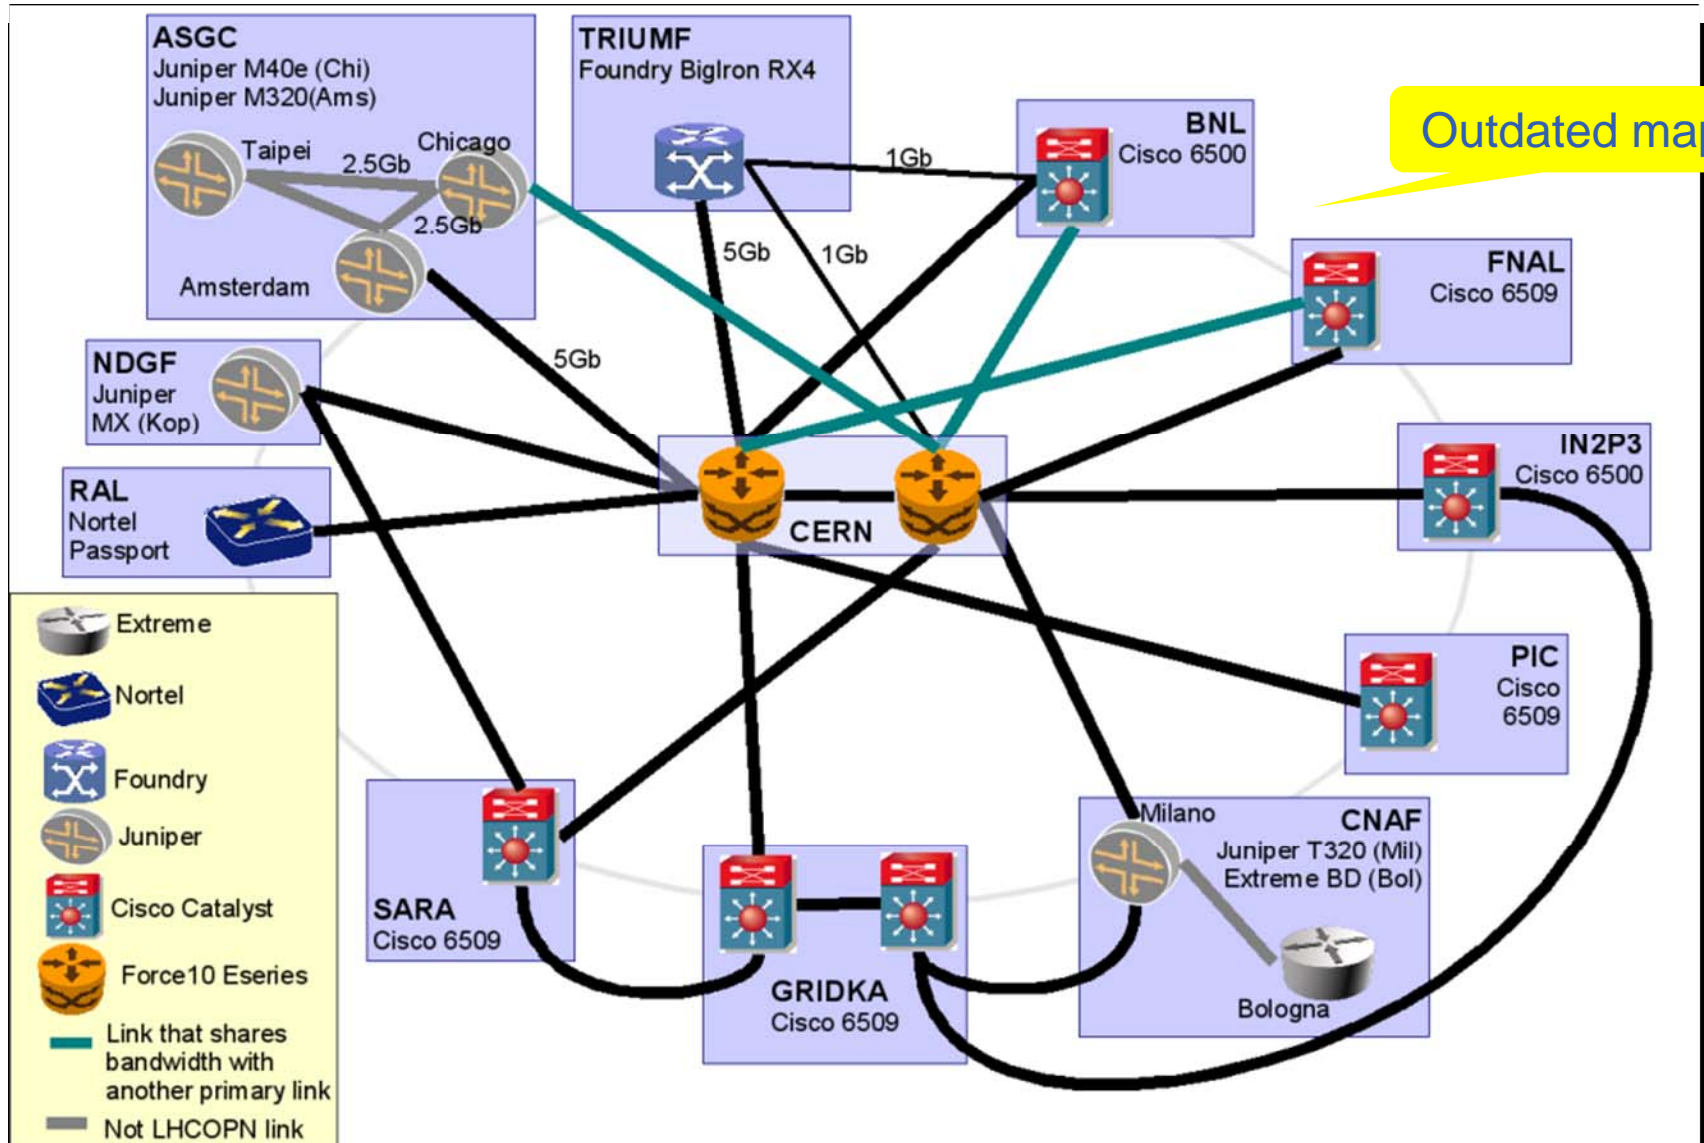 ASGC
Juniper M40e (Chi)
Juniper M320(Ams)
Taipei
2.5Gb
Chicago
2.5Gb
Amsterdam
TRIUMF
Foundry BigIron RX4
BNL
Cisco 6500
1Gb
Outdated map
FNAL
Cisco 6509
5Gb
1Gb
5Gb
NDGF
Juniper
MX (Kop)
RAL
Nortel
Passport
CERN
IN2P3
Cisco 6500
PIC
Cisco
6509
Milano
CNAF
Juniper T320 (Mil)
Extreme BD (Bol)
Bologna
SARA
Cisco 6509
GRIDKA
Cisco 6509
Extreme
Nortel
Foundry
Juniper
Cisco Catalyst
Force10 Eseries
Link that shares
bandwidth with
another primary link
Not LHCOPN link